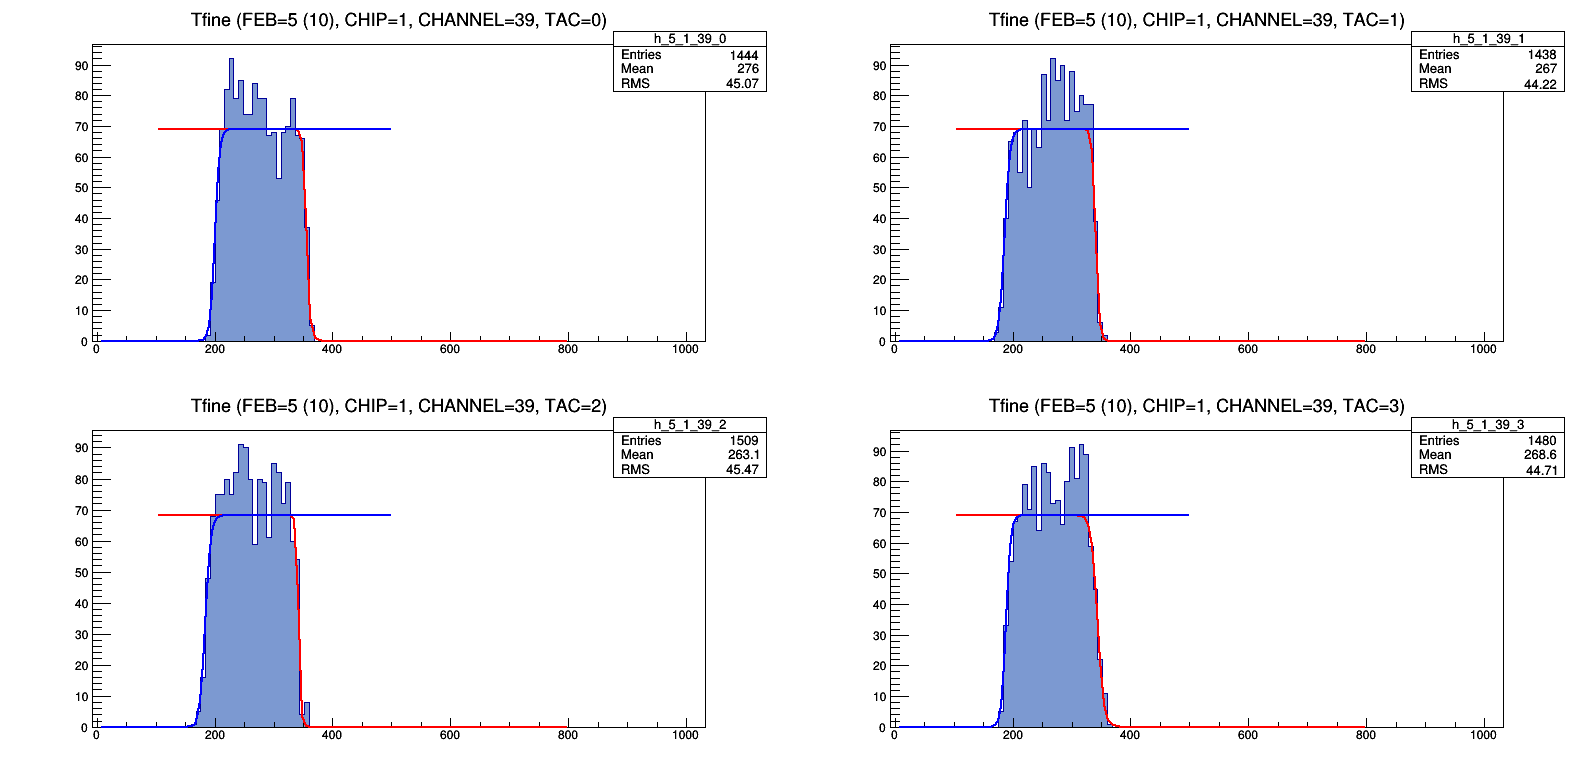 Tfine (FEB=5 (10), CHIP=1, CHANNEL=39, TAC=0)
h_5_1_39_0
Entries 1444
Mean 276
RMS 45.07
90
80
70
60
50
40
30
20
10
0
0 200 400 600 800 1000
Tfine (FEB=5 (10), CHIP=1, CHANNEL=39, TAC=1)
h_5_1_39_1
Entries 1438
Mean 267
RMS 44.22
90
80
70
60
50
40
30
20
10
0
0 200 400 600 800 1000
Tfine (FEB=5 (10), CHIP=1, CHANNEL=39, TAC=2)
h_5_1_39_2
Entries 1509
Mean 263.1
RMS 45.47
90
80
70
60
50
40
30
20
10
0
0 200 400 600 800 1000
Tfine (FEB=5 (10), CHIP=1, CHANNEL=39, TAC=3)
h_5_1_39_3
Entries 1480
Mean 268.6
RMS 44.71
90
80
70
60
50
40
30
20
10
0
0 200 400 600 800 1000